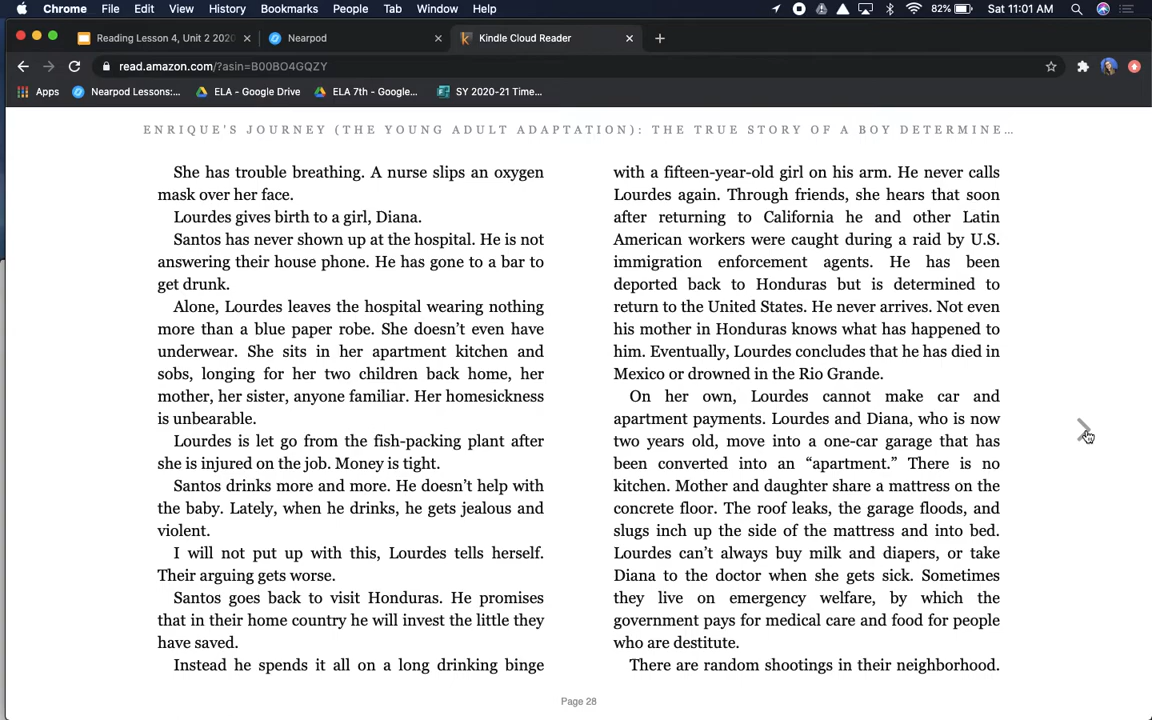 Chrome File Edit View History Bookmarks People Tab Window Help 82% Sat 11:01 AM
Reading Lesson 4, Unit 2 202 Nearpod Kindle Cloud Reader
read.amazon.com/?asin=B00BO4GQZY
Apps Nearpod Lessons:... ELA - Google Drive ELA 7th - Google... SY 2020-21 Time...
ENRIQUE'S JOURNEY (THE YOUNG ADULT ADAPTATION): THE TRUE STORY OF A BOY DETERMINE...
She has trouble breathing. A nurse slips an oxygen
mask over her face.
Lourdes gives birth to a girl, Diana.
Santos has never shown up at the hospital. He is not
answering their house phone. He has gone to a bar to
get drunk.
Alone, Lourdes leaves the hospital wearing nothing
more than a blue paper robe. She doesn't even have
underwear. She sits in her apartment kitchen and
sobs, longing for her two children back home, her
mother, her sister, anyone familiar. Her homesickness
is unbearable.
Lourdes is let go from the fish-packing plant after
she is injured on the job. Money is tight.
Santos drinks more and more. He doesn't help with
the baby. Lately, when he drinks, he gets jealous and
violent.
I will not put up with this, Lourdes tells herself.
Their arguing gets worse.
Santos goes back to visit Honduras. He promises
that in their home country he will invest the little they
have saved.
Instead he spends it all on a long drinking binge
with a fifteen-year-old girl on his arm. He never calls
Lourdes again. Through friends, she hears that soon
after returning to California he and other Latin
American workers were caught during a raid by U.S.
immigration enforcement agents. He has been
deported back to Honduras but is determined to
return to the United States. He never arrives. Not even
his mother in Honduras knows what has happened to
him. Eventually, Lourdes concludes that he has died in
Mexico or drowned in the Rio Grande.
On her own, Lourdes cannot make car and
apartment payments. Lourdes and Diana, who is now
two years old, move into a one-car garage that has
been converted into an "apartment." There is no
kitchen. Mother and daughter share a mattress on the
concrete floor. The roof leaks, the garage floods, and
slugs inch up the side of the mattress and into bed.
Lourdes can't always buy milk and diapers, or take
Diana to the doctor when she gets sick. Sometimes
they live on emergency welfare, by which the
government pays for medical care and food for people
who are destitute.
There are random shootings in their neighborhood.
Page 28